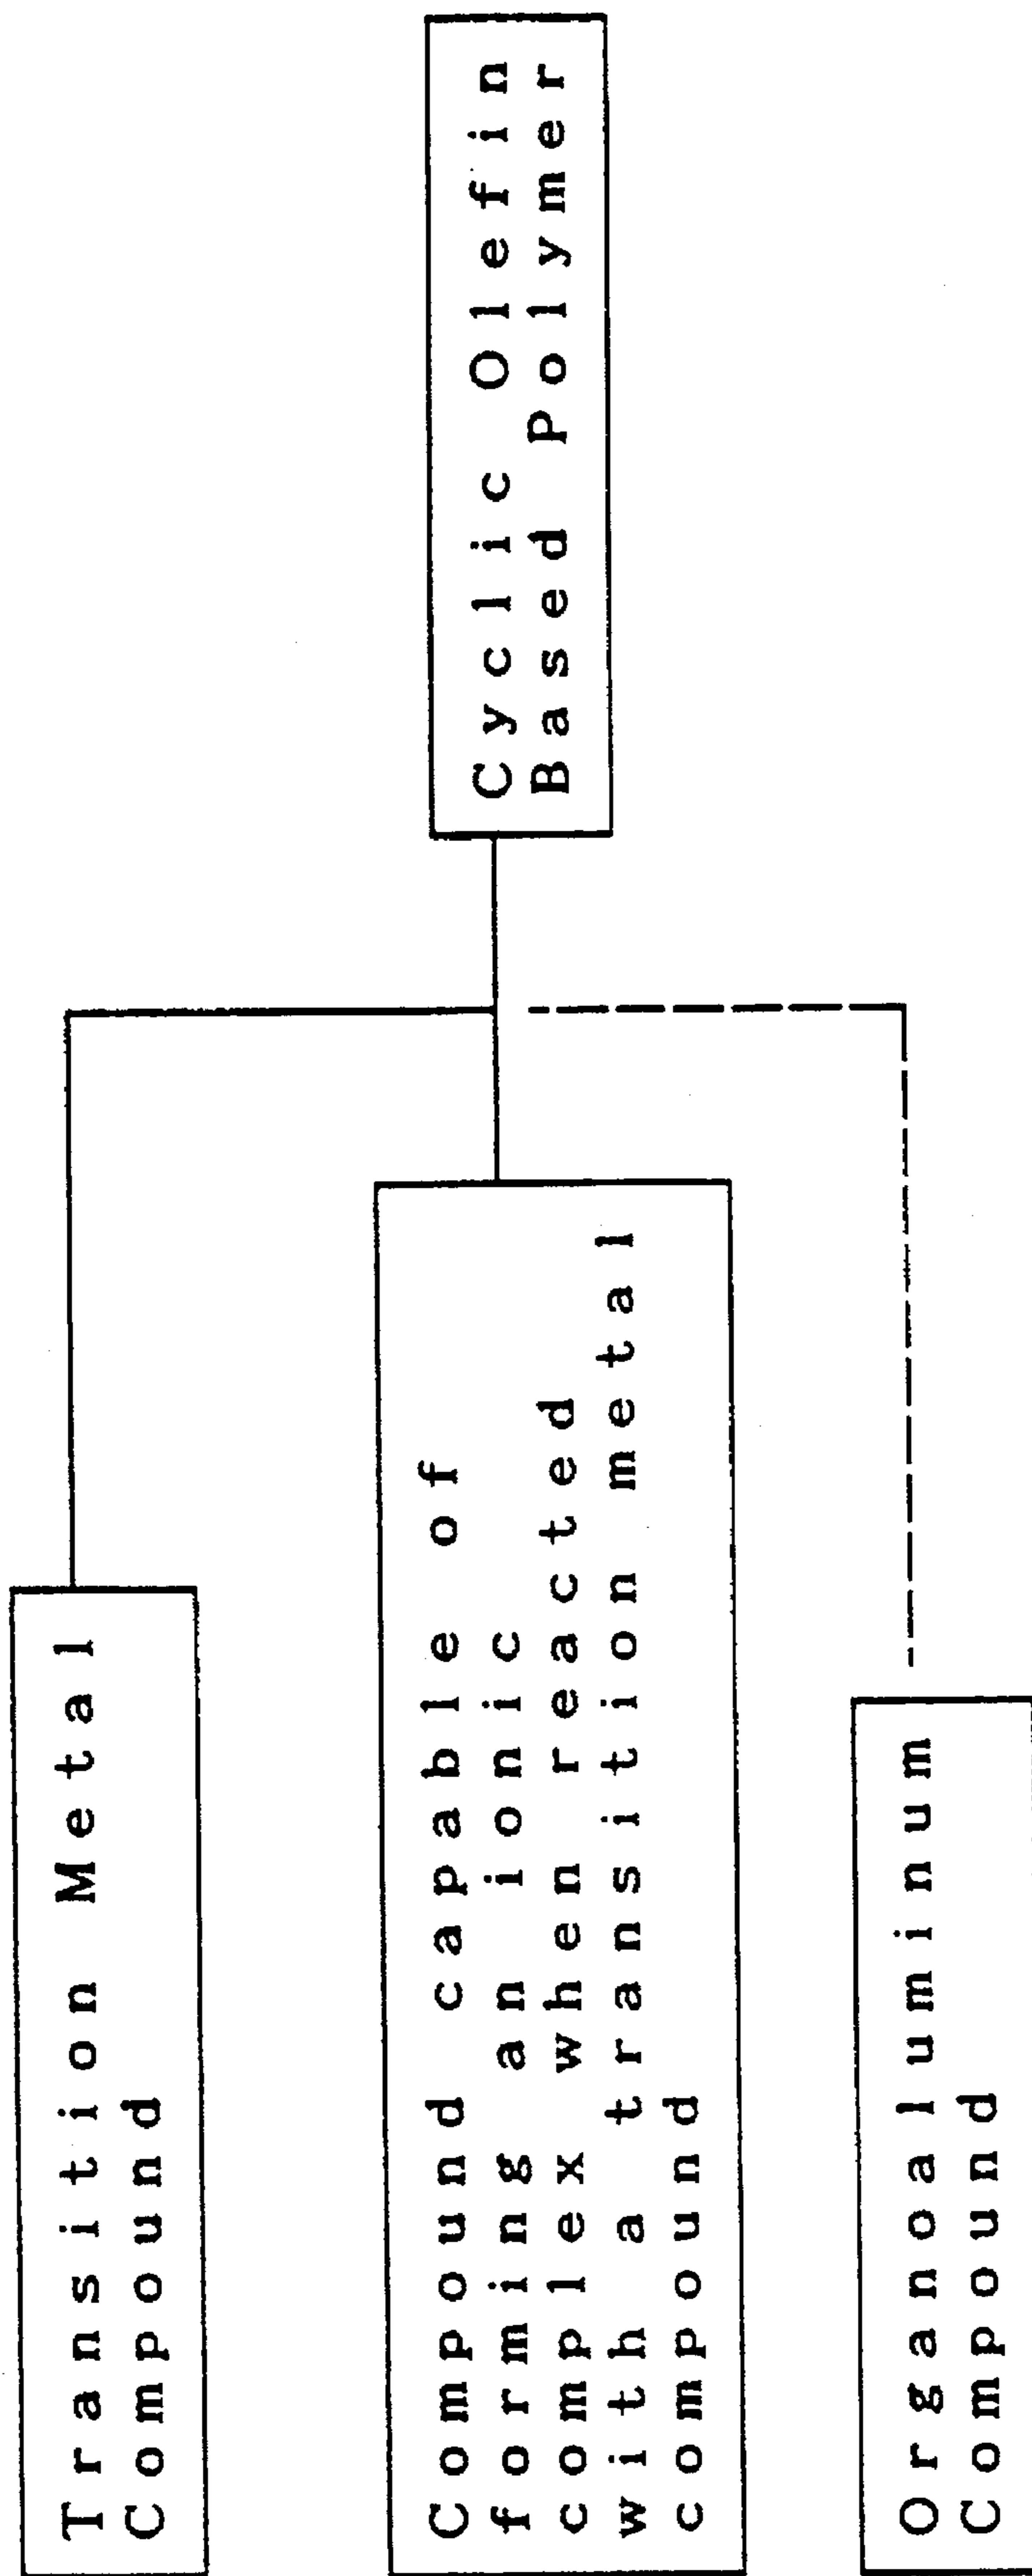 Transition Metal
Compound
Compound capable of
forming an ionic
complex when reacted
with a transition metal
compound
Organoaluminum
Compound
Cyclic Olefin
Based Polymer